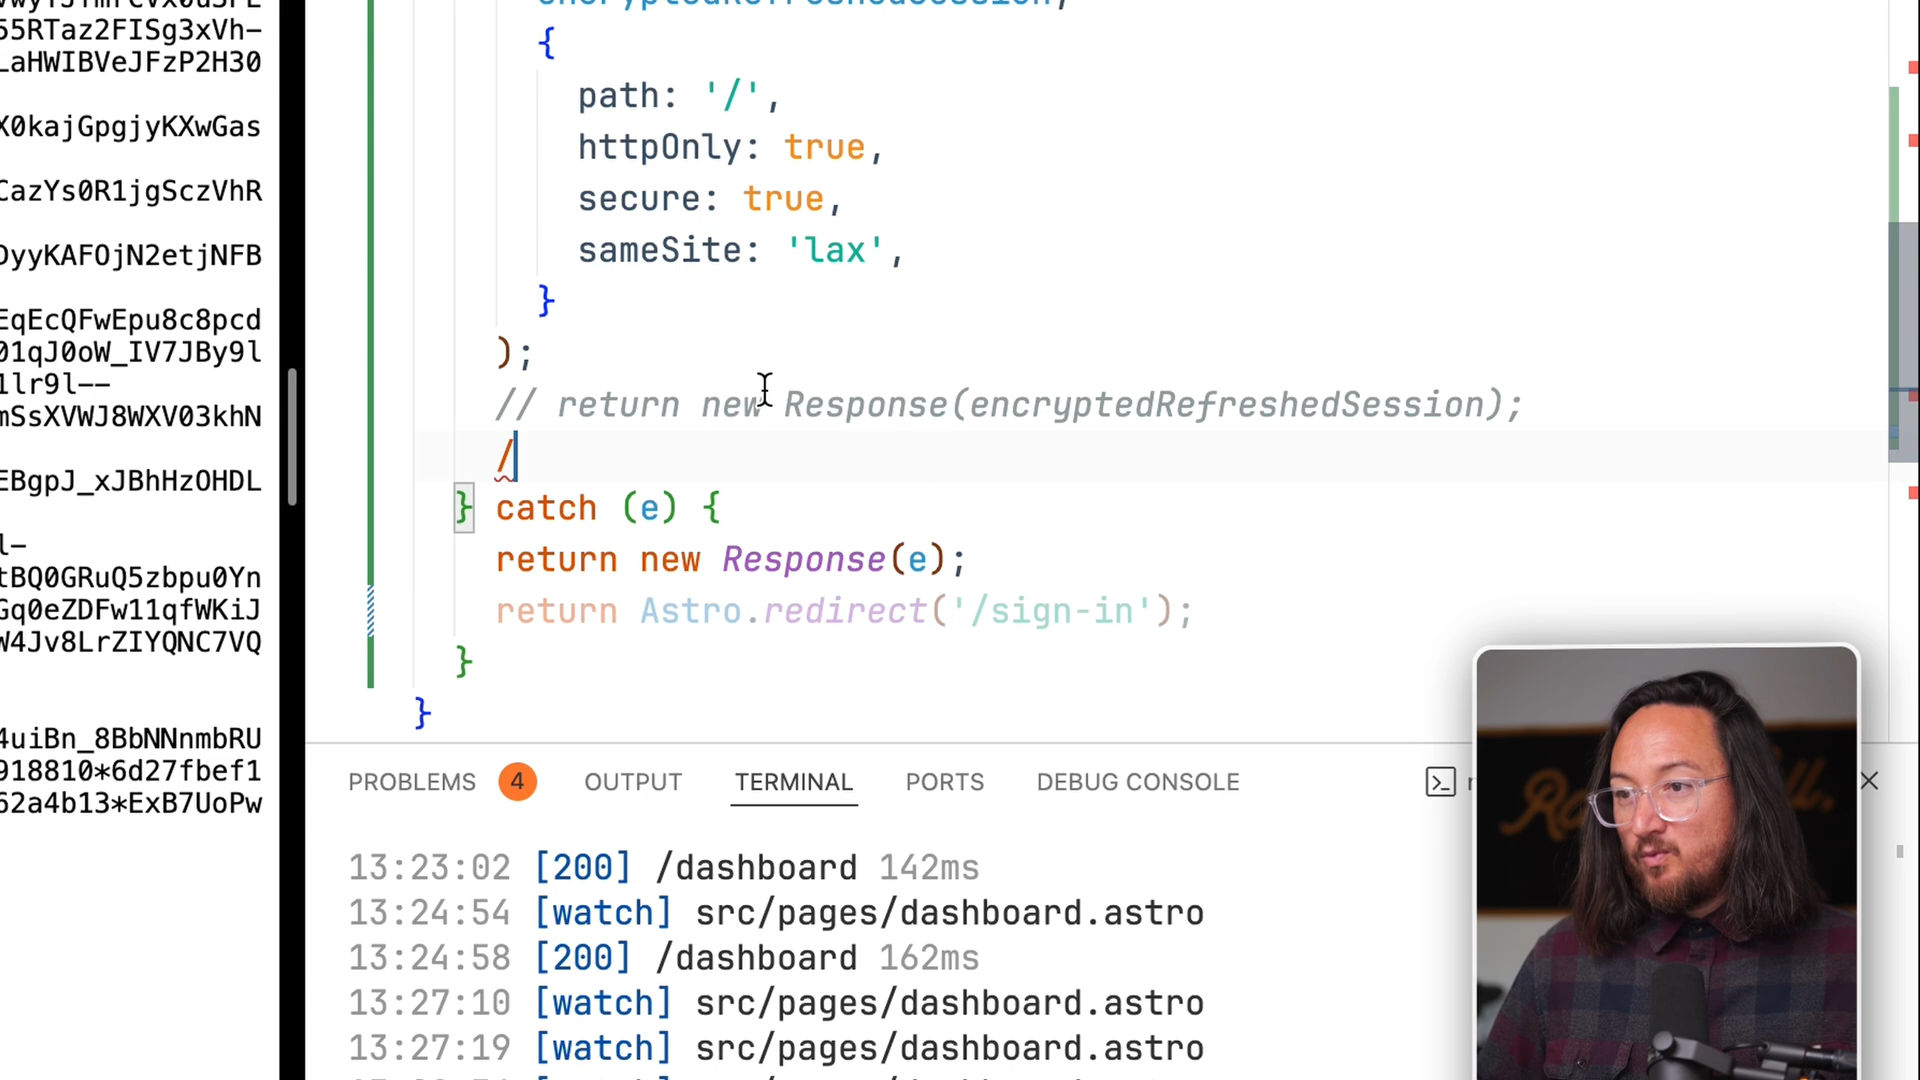 55RTaz2FISg3xVh-
LaHWIBVeJFzP2H30
X0kajGpgjyKXwGas
CazYs0R1jgSczVhR
DyyKAFOjN2etjNFB
EqEcQFwEpu8c8pcd
01qJ0oW_IV7JBy9l
1lr9l--
mSsXVWJ8WXV03khN
EBgpJ_xJBhHzOHDL
l-
tBQ0GRuQ5zbpu0Yn
Gq0eZDFw11qfWKiJ
W4Jv8LrZIYQNC7VQ
4uiBn_8BbNNnmbRU
918810*6d27fbef1
62a4b13*ExB7UoPw
encryptedRefreshedSession,
{
path: '/',
httpOnly: true,
secure: true,
sameSite: 'lax',
}
);
// return new Response(encryptedRefreshedSession);
/
} catch (e) {
return new Response(e);
return Astro.redirect('/sign-in');
}
}
PROBLEMS 4 OUTPUT TERMINAL PORTS DEBUG CONSOLE
13:23:02 [200] /dashboard 142ms
13:24:54 [watch] src/pages/dashboard.astro
13:24:58 [200] /dashboard 162ms
13:27:10 [watch] src/pages/dashboard.astro
13:27:19 [watch] src/pages/dashboard.astro